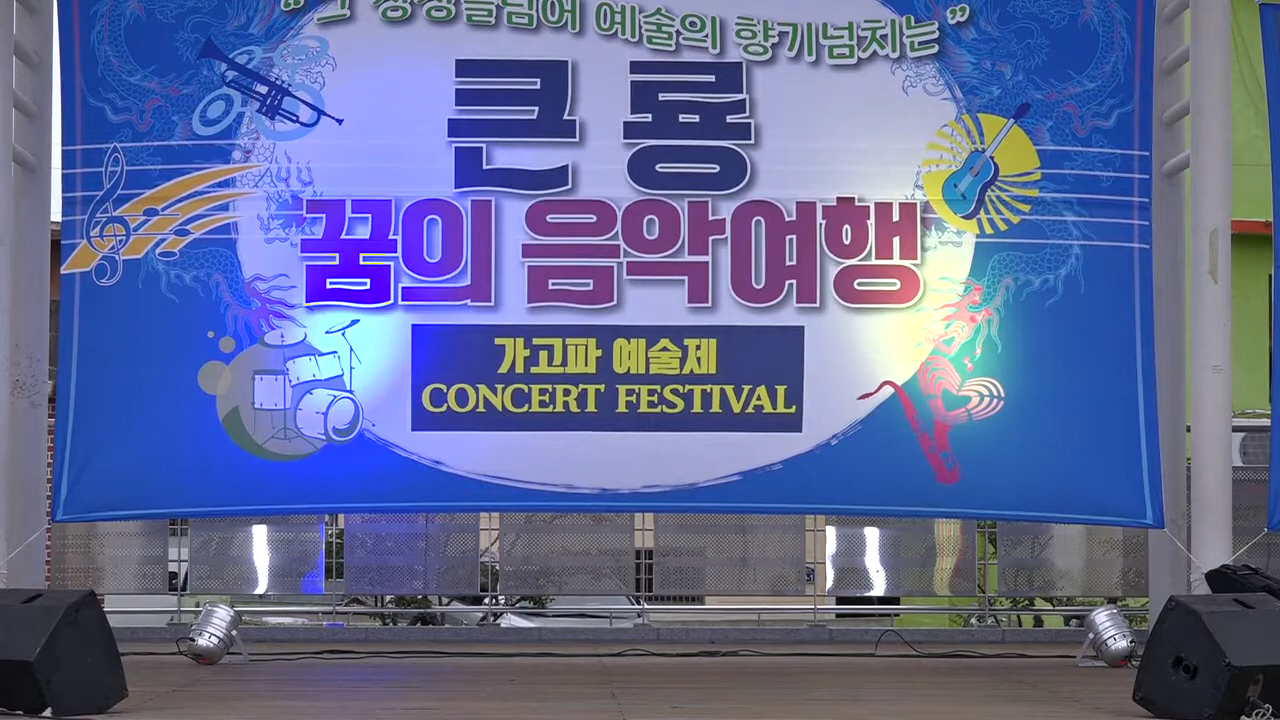 예술의 향기넘치는”
큰 룡
꿈의 음악여행
가고파 예술제
CONCERT FESTIVAL